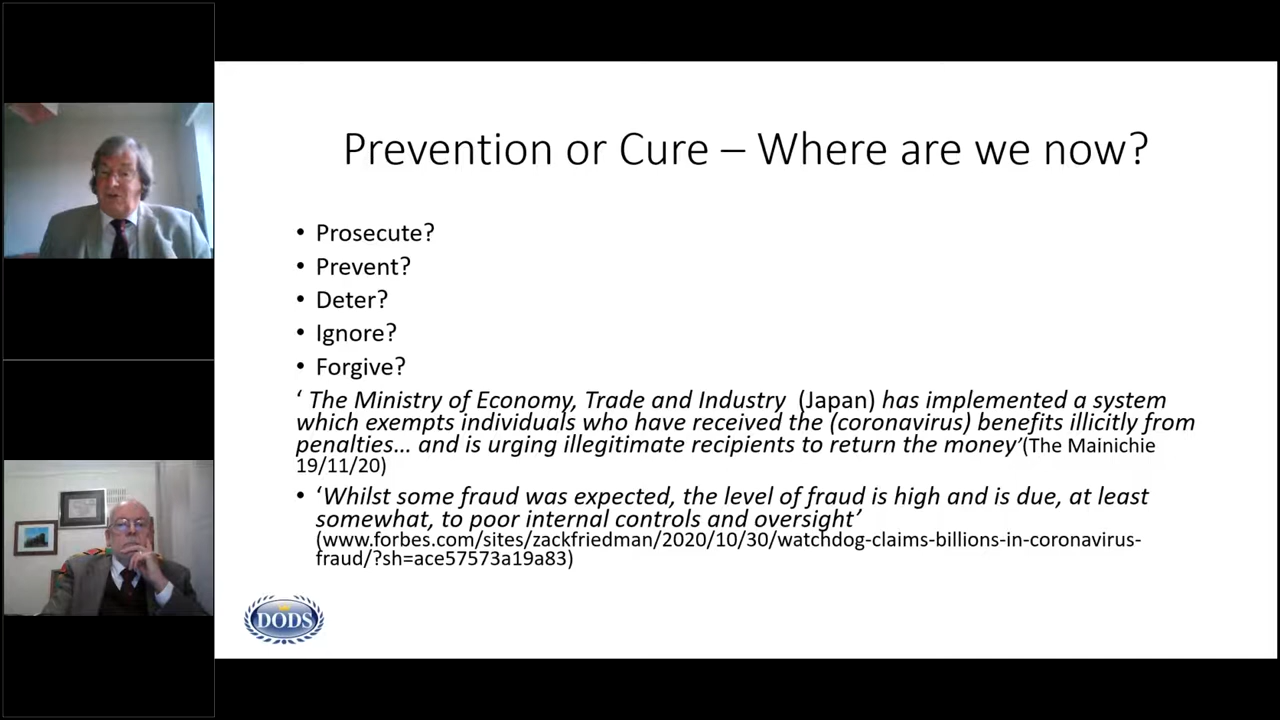 Prevention or Cure – Where are we now?
• Prosecute?
• Prevent?
• Deter?
• Ignore?
• Forgive?
‘ The Ministry of Economy, Trade and Industry (Japan) has implemented a system
which exempts individuals who have received the (coronavirus) benefits illicitly from
penalties… and is urging illegitimate recipients to return the money’(The Mainichie
19/11/20)
• ‘Whilst some fraud was expected, the level of fraud is high and is due, at least
somewhat, to poor internal controls and oversight’
(www.forbes.com/sites/zackfriedman/2020/10/30/watchdog-claims-billions-in-coronavirus-
fraud/?sh=ace57573a19a83)
DODS